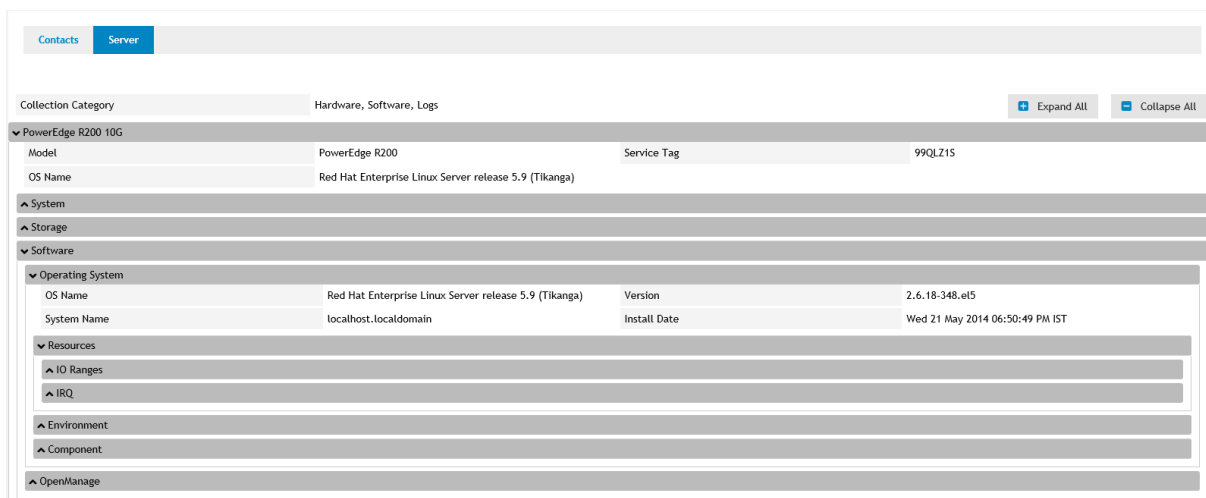 Contacts Server
Collection Category Hardware, Software, Logs Expand All Collapse All
PowerEdge R200 10G
Model PowerEdge R200 Service Tag 99QLZ1S
OS Name Red Hat Enterprise Linux Server release 5.9 (Tikanga)
System
Storage
Software
Operating System
OS Name Red Hat Enterprise Linux Server release 5.9 (Tikanga) Version 2.6.18-348.el5
System Name localhost.localdomain Install Date Wed 21 May 2014 06:50:49 PM IST
Resources
IO Ranges
IRQ
Environment
Component
OpenManage